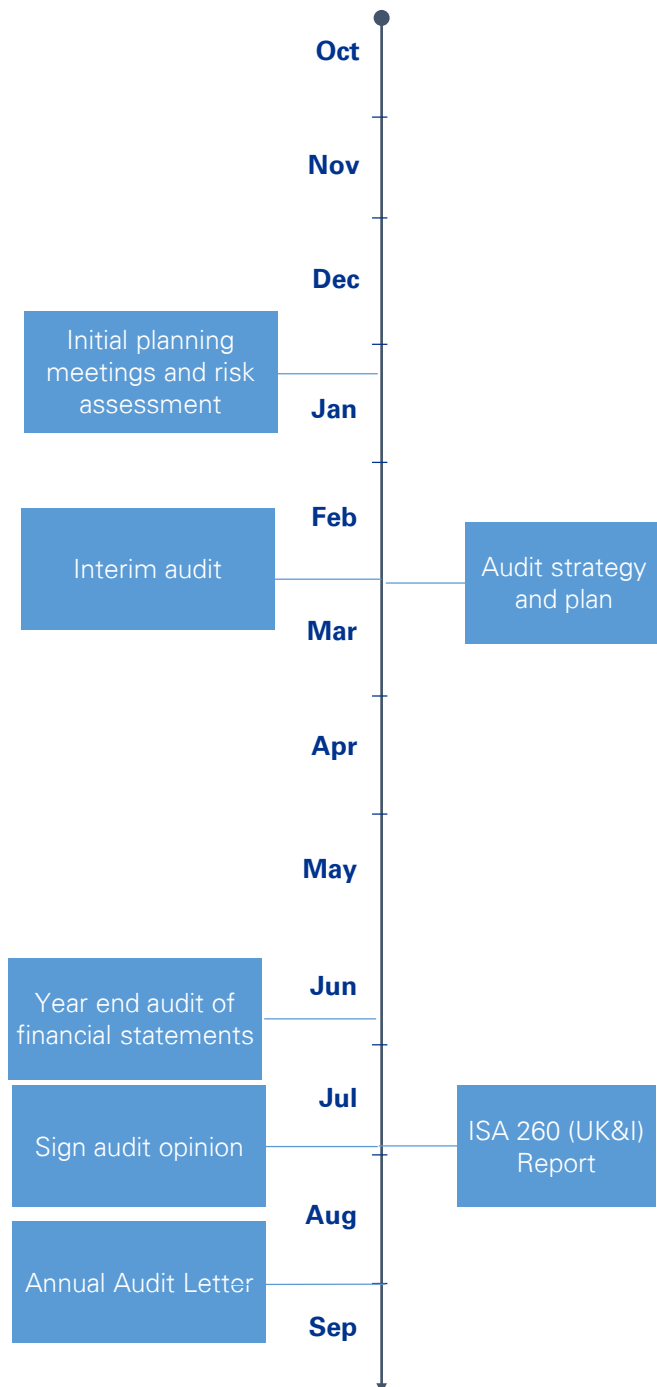 Oct
Nov
Dec
Initial planning
meetings and risk
assessment
Jan
Feb
Interim audit
Audit strategy
and plan
Mar
Apr
May
Jun
Year end audit of
financial statements
Jul
Sign audit opinion
ISA 260 (UK&I)
Report
Aug
Annual Audit Letter
Sep